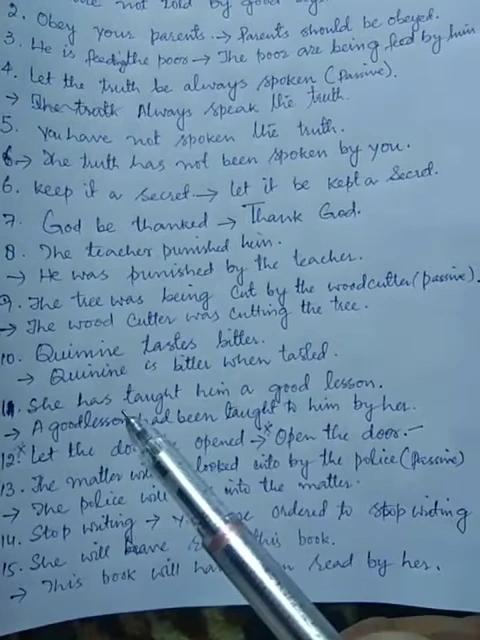 not told by good
2. Obey your parents → Parents should be obeyed.
3. He is feeding the poors → The poor are being fed by him
4. Let the truth be always spoken (Passive).
→ The truth Always speak the truth.
5. You have not spoken the truth.
→ The truth has not been spoken by you.
6. Keep it a secret → let it be kept a secret.
7. God be thanked → Thank God.
8. The teacher punished him.
→ He was punished by the teacher.
9. The tree was being cut by the woodcutter (passive).
→ The wood cutter was cutting the tree.
10. Quinine tastes bitter.
→ Quinine is bitter when tasted.
11. She has taught him a good lesson.
→ A good lesson had been taught to him by her.
12. Let the opened → Open the door.
13. The matter looked into by the police (Passive)
→ The police will into the matter.
14. Stop writing → ordered to stop writing
15. She will this book.
→ This book will read by her.